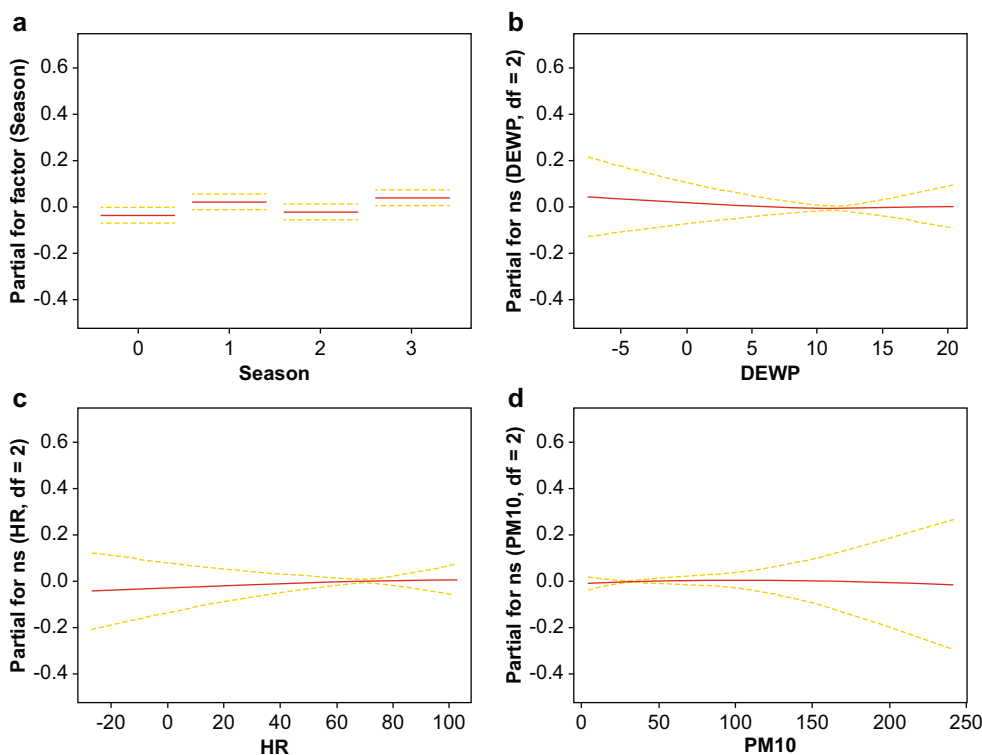 a
Partial for factor (Season)
0.6
0.4
0.2
0.0
-0.2
-0.4
0 1 2 3
Season
b
Partial for ns (DEWP, df = 2)
0.6
0.4
0.2
0.0
-0.2
-0.4
-5 0 5 10 15 20
DEWP
c
Partial for ns (HR, df = 2)
0.6
0.4
0.2
0.0
-0.2
-0.4
-20 0 20 40 60 80 100
HR
d
Partial for ns (PM10, df = 2)
0.6
0.4
0.2
0.0
-0.2
-0.4
0 50 100 150 200 250
PM10